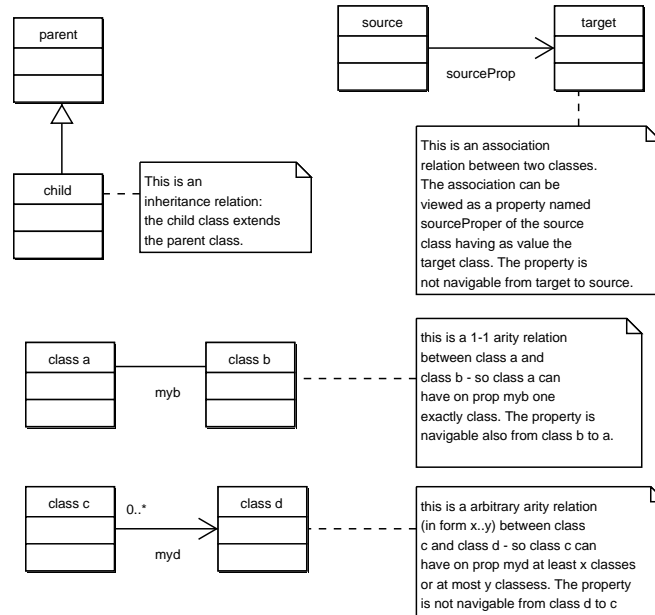 parent
source
target
sourceProp
child
This is an
inheritance relation:
the child class extends
the parent class.
This is an association
relation between two classes.
The association can be
viewed as a property named
sourceProper of the source
class having as value the
target class. The property is
not navigable from target to source.
class a
class b
myb
this is a 1-1 arity relation
between class a and
class b - so class a can
have on prop myb one
exactly class. The property is
navigable also from class b to a.
class c
0..*
class d
myd
this is a arbitrary arity relation
(in form x..y) between class
c and class d - so class c can
have on prop myd at least x classes
or at most y classess. The property
is not navigable from class d to c